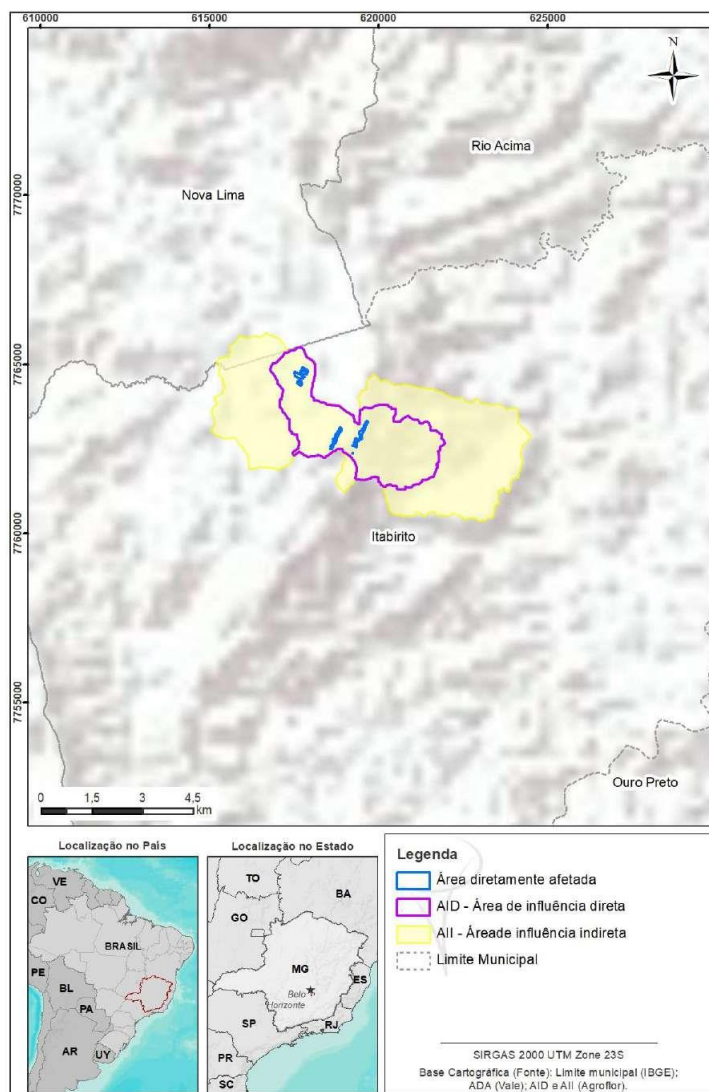 610000 615000 620000 625000
N
Rio Acima
Nova Lima
7770000
7765000
7760000
Itabirito
7755000
Ouro Preto
0 1,5 3 4,5
km
Localização no País
Localização no Estado
VE
CO
BRASIL
PE
BL
PA
AR
UY
TO
BA
GO
MG
ES
Belo
Horizonte
SP
RJ
PR
SC
Legenda
Área diretamente afetada
AID - Área de influência direta
AII - Áreade influência indireta
Limite Municipal
SIRGAS 2000 UTM Zone 23S
Base Cartográfica (Fonte): Limite municipal (IBGE);
ADA (Vale); AID e AII (Agroflor).